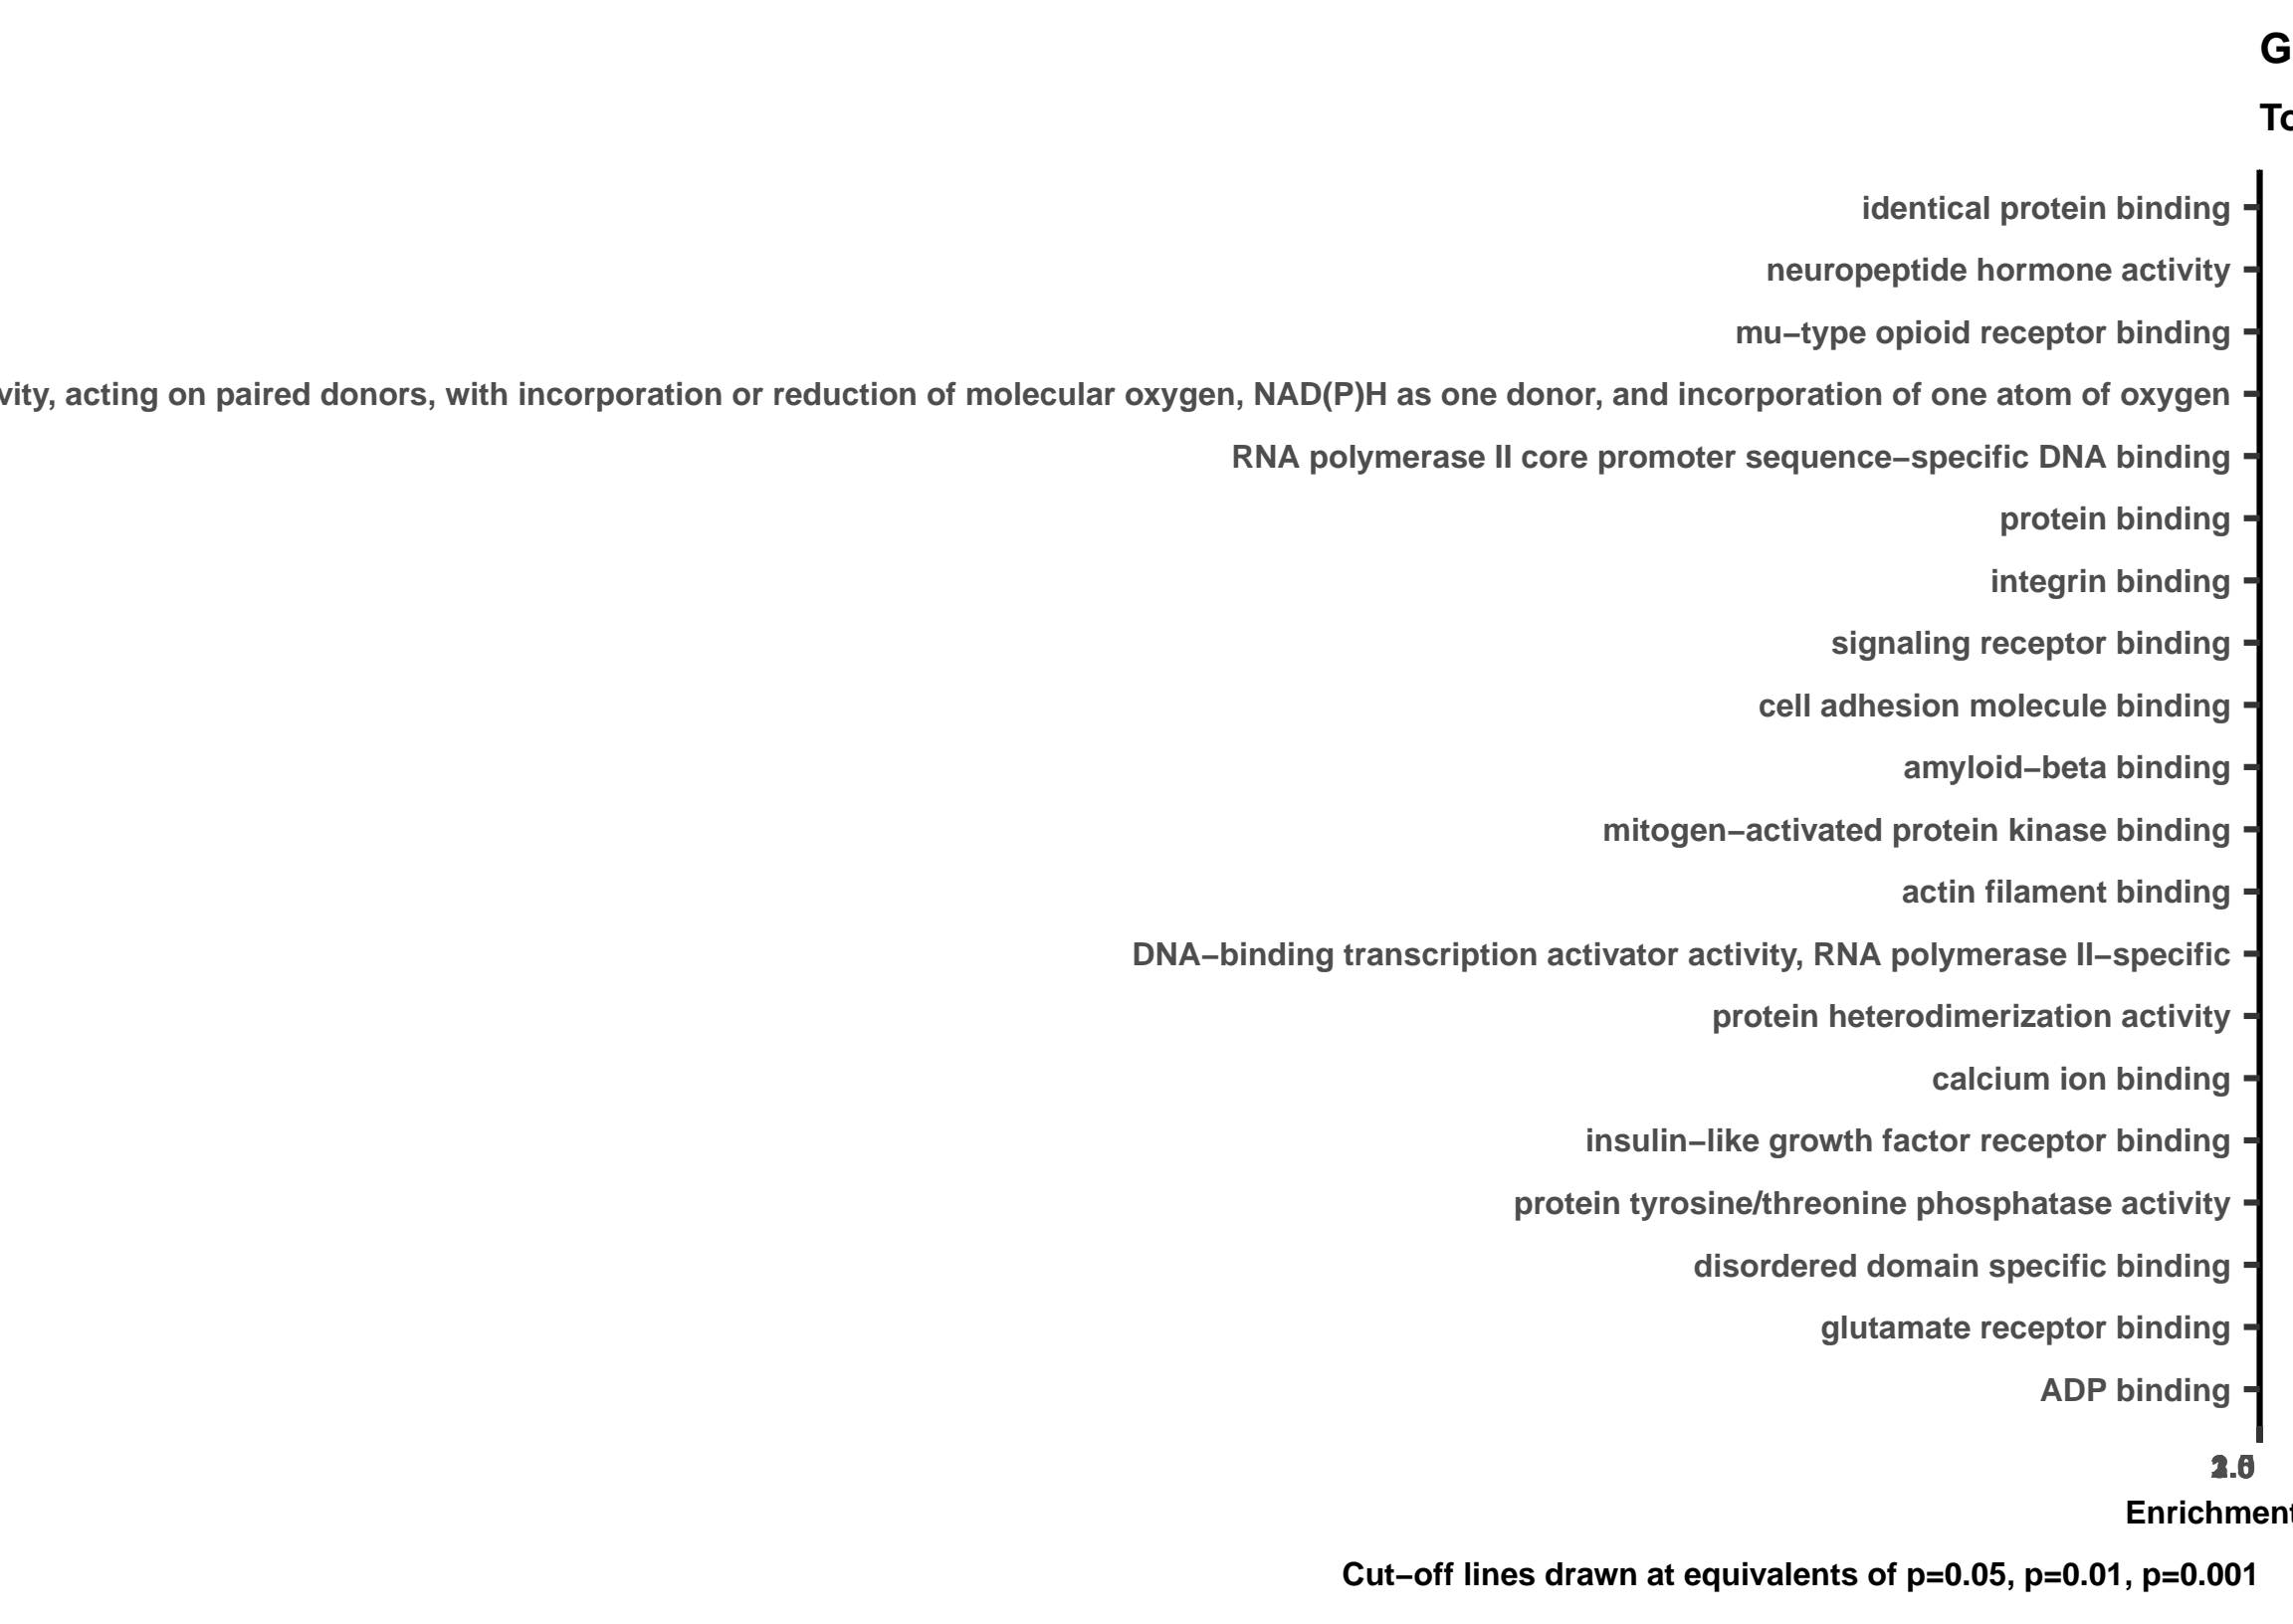 G
To
identical protein binding
neuropeptide hormone activity
mu−type opioid receptor binding
vity, acting on paired donors, with incorporation or reduction of molecular oxygen, NAD(P)H as one donor, and incorporation of one atom of oxygen
RNA polymerase II core promoter sequence−specific DNA binding
protein binding
integrin binding
signaling receptor binding
cell adhesion molecule binding
amyloid−beta binding
mitogen−activated protein kinase binding
actin filament binding
DNA−binding transcription activator activity, RNA polymerase II−specific
protein heterodimerization activity
calcium ion binding
insulin−like growth factor receptor binding
protein tyrosine/threonine phosphatase activity
disordered domain specific binding
glutamate receptor binding
ADP binding
Enrichment
Cut−off lines drawn at equivalents of p=0.05, p=0.01, p=0.001